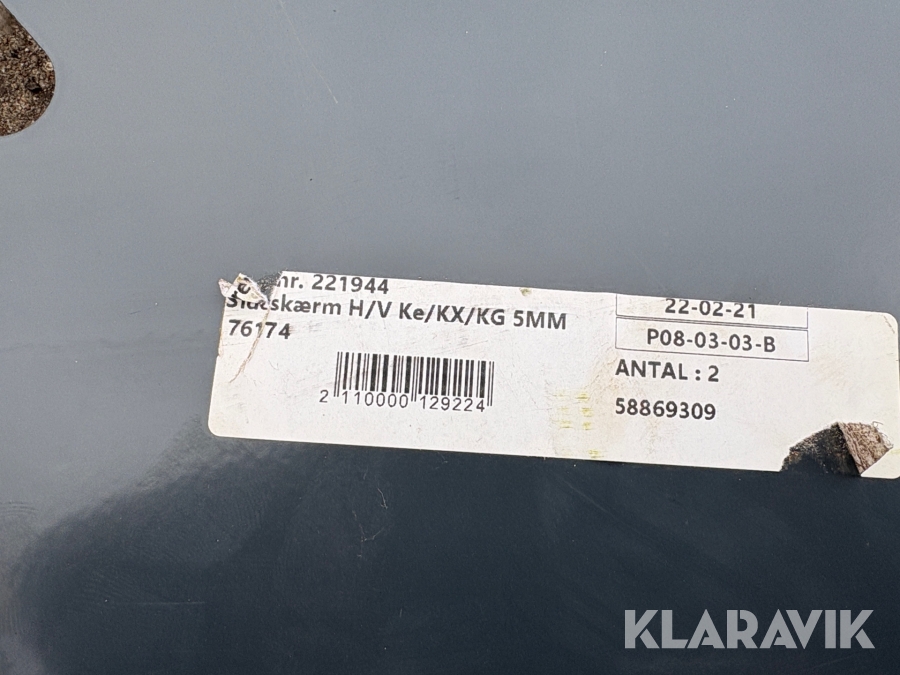 nr. 221944
Sideskærm H/V Ke/KX/KG 5MM
76174
2 110000 129224
22-02-21
P08-03-03-B
ANTAL : 2
58869309
KLARAVIK